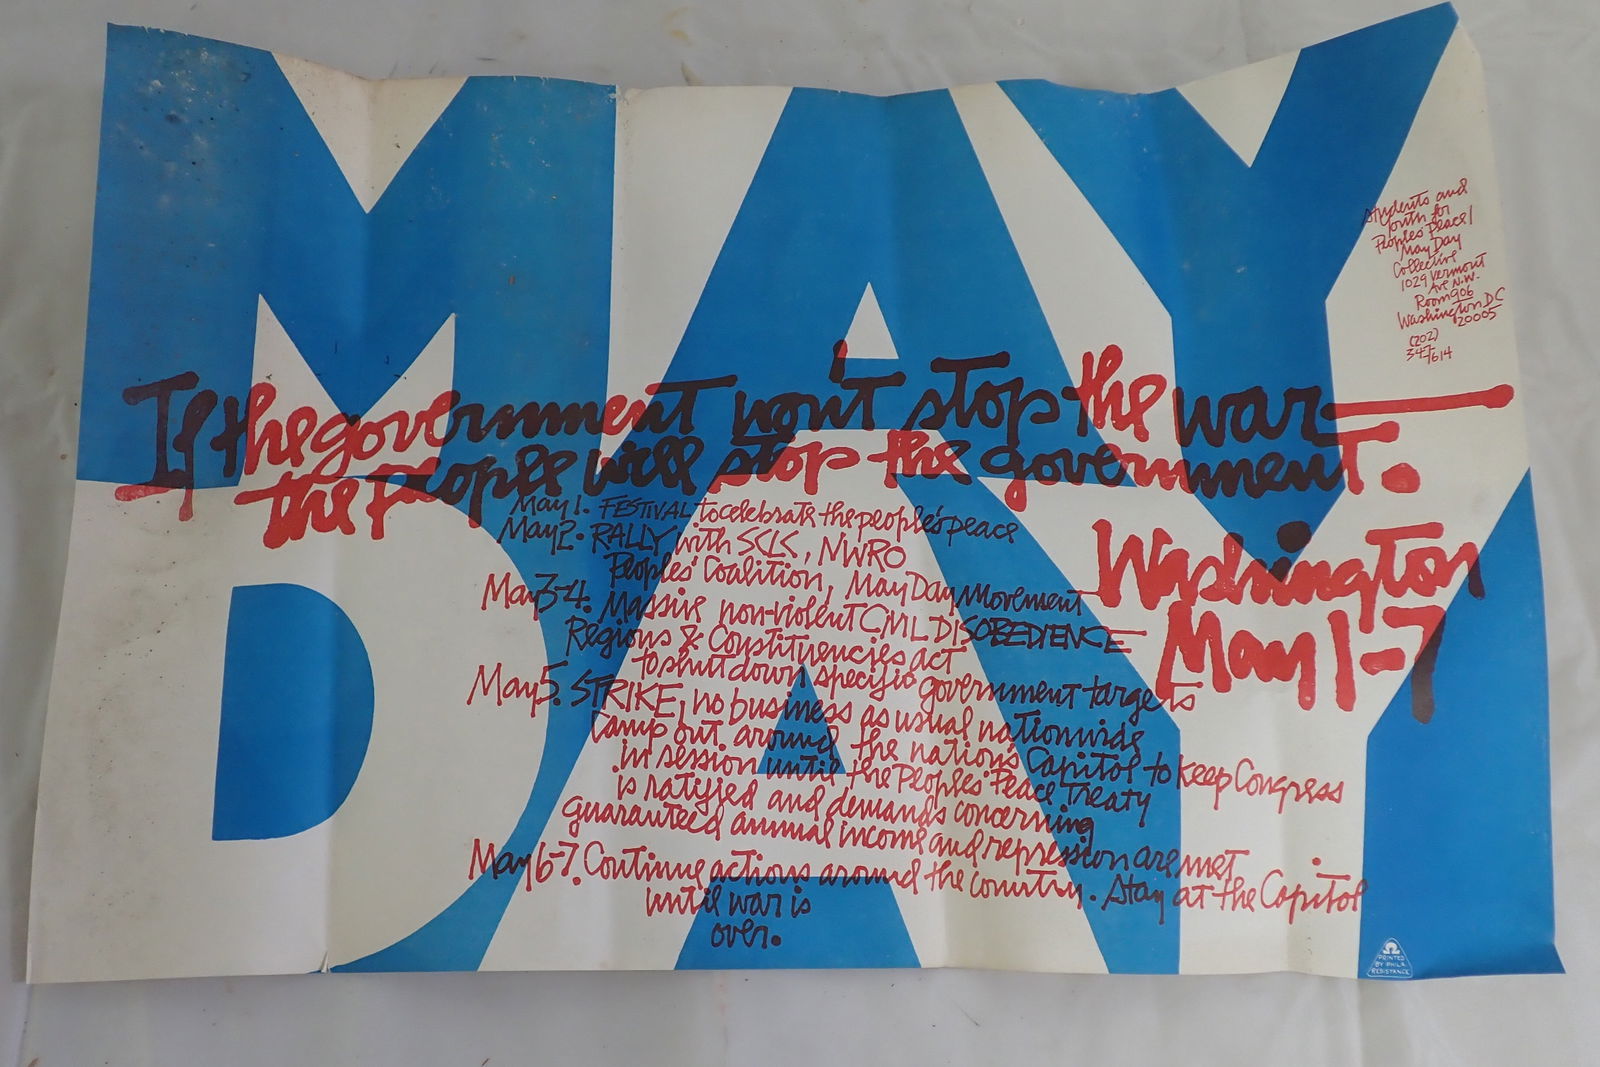 MAY
DAY
Students and
Youth for
Peoples' Peace/
May Day
Collective
1029 Vermont
Ave N.W.
Room 906
Washington DC
20005
(202)
347
If the government won't stop the war—
the People will stop the government.
Washington
May 1-7
May 1. FESTIVAL to celebrate the people's peace
May 2. RALLY with SCLC, NWRO
Peoples' Coalition, May Day Movement
May 3-4. Massive non-violent CIVIL DISOBEDIENCE
Regions & Constituencies act
to shut down specific government targets
May 5. STRIKE, no business as usual nationwide
Camp out around the nation's Capitol to keep Congress
in session until the Peoples' Peace Treaty
is ratified and demands concerning
guaranteed annual income and repression are met
May 6-7. Continue actions around the country. Stay at the Capitol
until war is
over.
PRINTED
BY PHILA.
RESISTANCE